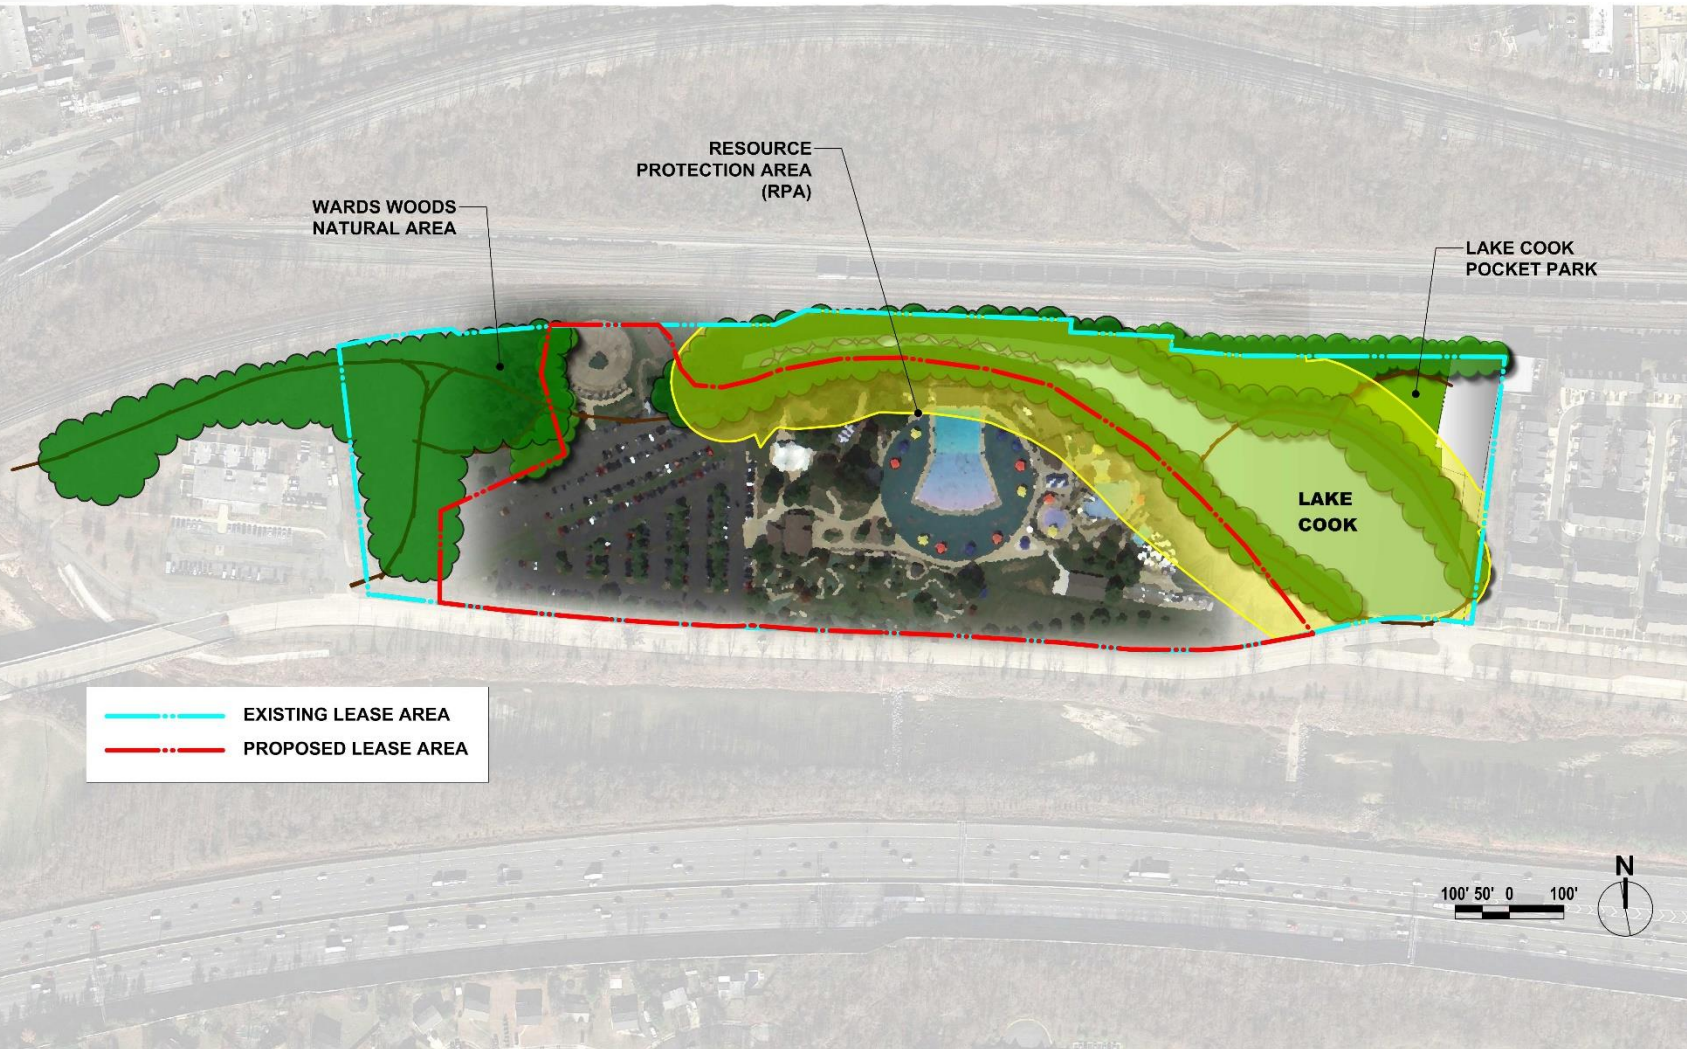 RESOURCE
PROTECTION AREA
(RPA)
WARDS WOODS
NATURAL AREA
LAKE COOK
POCKET PARK
LAKE
COOK
EXISTING LEASE AREA
PROPOSED LEASE AREA
N
100' 50' 0 100'